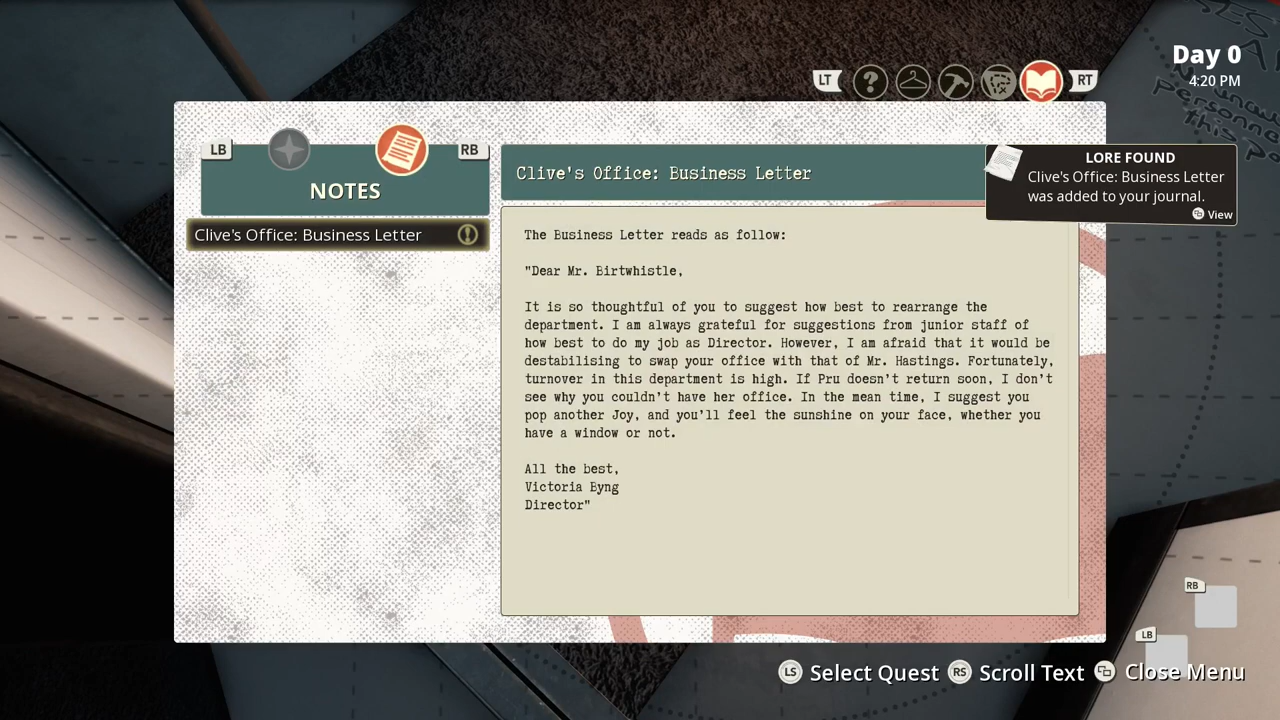 Day 0
4:20 PM
LT
?
RT
LB
RB
NOTES
Clive's Office: Business Letter
Clive's Office: Business Letter
LORE FOUND
Clive's Office: Business Letter
was added to your journal.
View
The Business Letter reads as follow:
"Dear Mr. Birtwhistle,
It is so thoughtful of you to suggest how best to rearrange the
department. I am always grateful for suggestions from junior staff of
how best to do my job as Director. However, I am afraid that it would be
destabilising to swap your office with that of Mr. Hastings. Fortunately,
turnover in this department is high. If Pru doesn't return soon, I don't
see why you couldn't have her office. In the mean time, I suggest you
pop another Joy, and you'll feel the sunshine on your face, whether you
have a window or not.
All the best,
Victoria Byng
Director"
RB
LB
LS Select Quest RS Scroll Text Close Menu